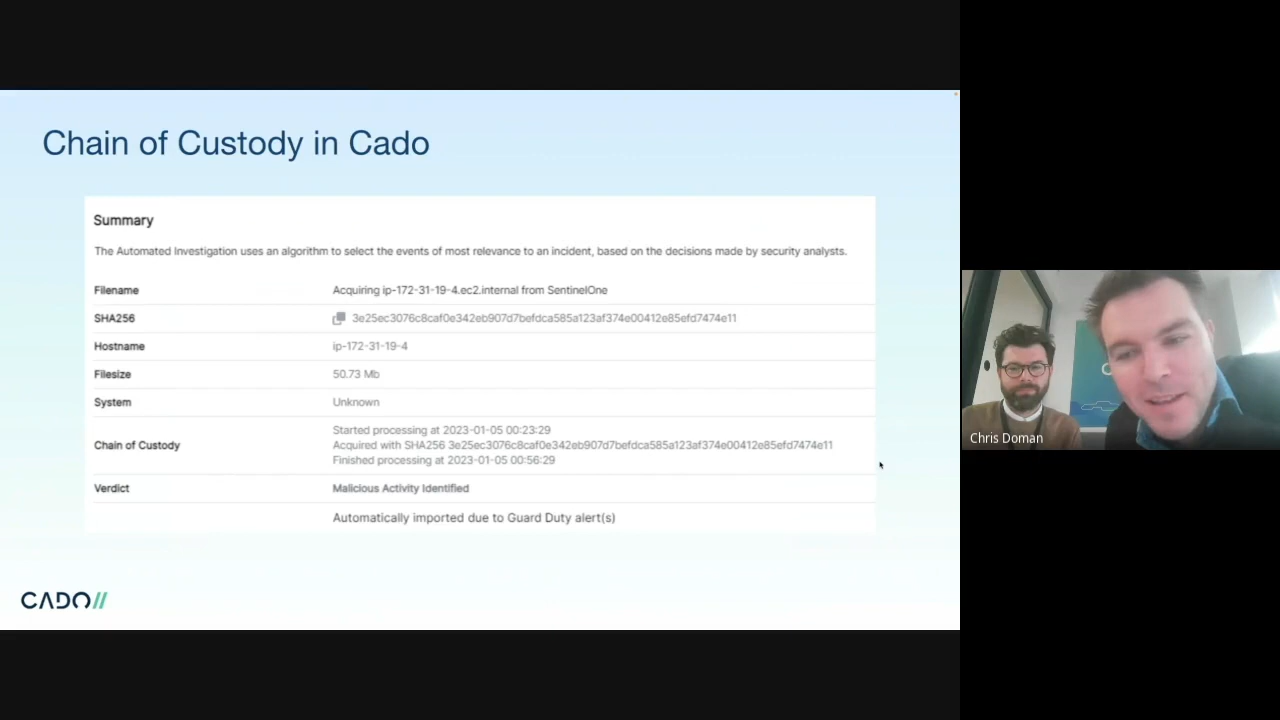 Chain of Custody in Cado
Summary
The Automated Investigation uses an algorithm to select the events of most relevance to an incident, based on the decisions made by security analysts.
Filename Acquiring ip-172-31-19-4.ec2.internal from SentinelOne
SHA256 3e25ec3076c8caf0e342eb907d7befdca585a123af374e00412e85efd7474e11
Hostname ip-172-31-19-4
Filesize 50.73 Mb
System Unknown
Started processing at 2023-01-05 00:23:29
Chain of Custody Acquired with SHA256 3e25ec3076c8caf0e342eb907d7befdca585a123af374e00412e85efd7474e11
Finished processing at 2023-01-05 00:56:29
Verdict Malicious Activity Identified
Automatically imported due to Guard Duty alert(s)
CADO//
Chris Doman